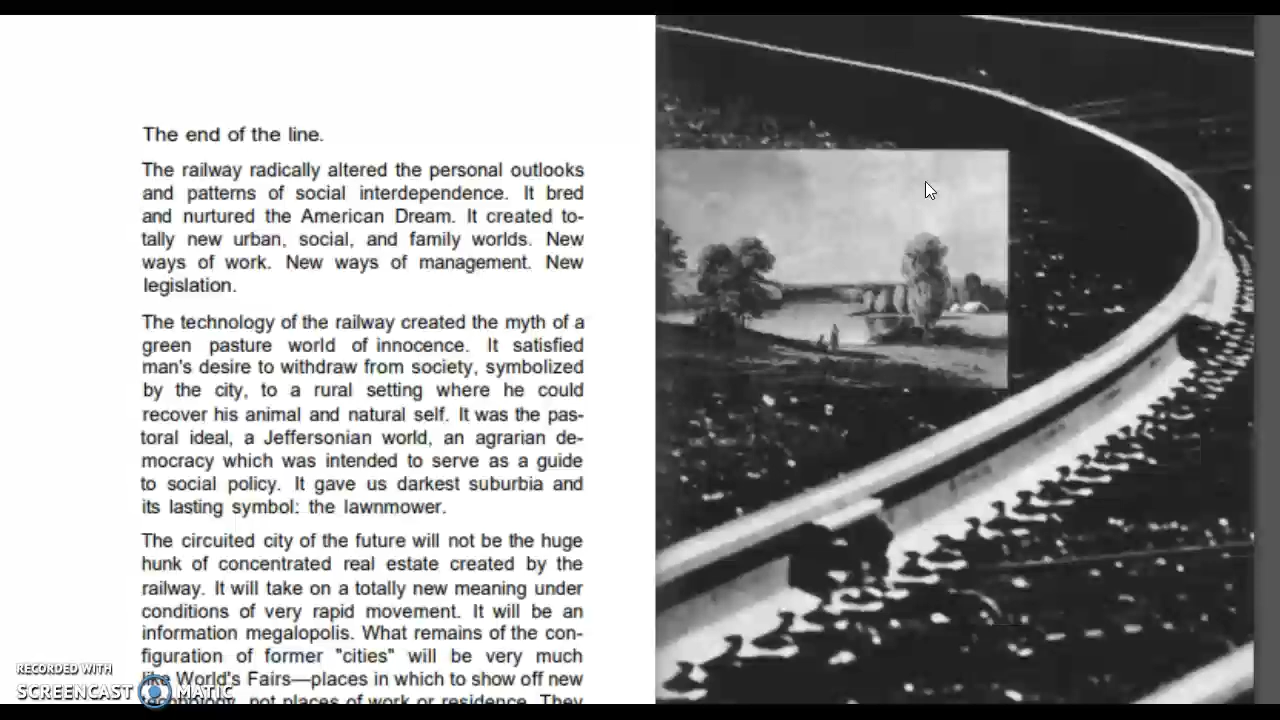 The end of the line.
The railway radically altered the personal outlooks
and patterns of social interdependence. It bred
and nurtured the American Dream. It created to-
tally new urban, social, and family worlds. New
ways of work. New ways of management. New
legislation.
The technology of the railway created the myth of a
green pasture world of innocence. It satisfied
man's desire to withdraw from society, symbolized
by the city, to a rural setting where he could
recover his animal and natural self. It was the pas-
toral ideal, a Jeffersonian world, an agrarian de-
mocracy which was intended to serve as a guide
to social policy. It gave us darkest suburbia and
its lasting symbol: the lawnmower.
The circuited city of the future will not be the huge
hunk of concentrated real estate created by the
railway. It will take on a totally new meaning under
conditions of very rapid movement. It will be an
information megalopolis. What remains of the con-
figuration of former "cities" will be very much
like World's Fairs—places in which to show off new
technology, not places of work or residence. They
RECORDED WITH
SCREENCAST MATIC